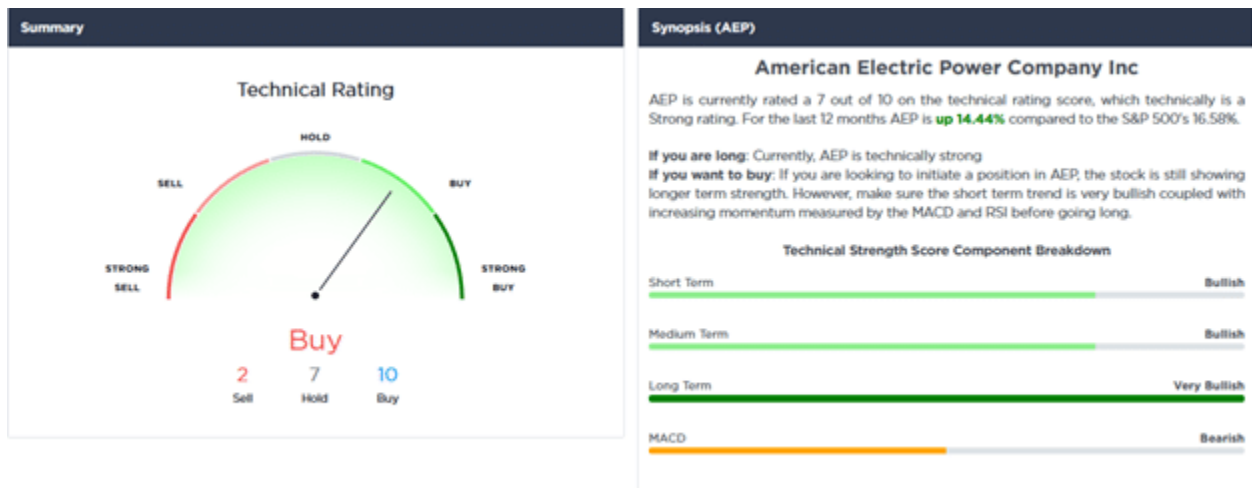 Summary
Technical Rating
HOLD
SELL
BUY
STRONG
SELL
STRONG
BUY
Buy
2 7 10
Sell Hold Buy
Synopsis (AEP)
American Electric Power Company Inc
AEP is currently rated a 7 out of 10 on the technical rating score, which technically is a
Strong rating. For the last 12 months AEP is up 14.44% compared to the S&P 500's 16.58%.
If you are long: Currently, AEP is technically strong
If you want to buy: If you are looking to initiate a position in AEP, the stock is still showing
longer term strength. However, make sure the short term trend is very bullish coupled with
increasing momentum measured by the MACD and RSI before going long.
Technical Strength Score Component Breakdown
Short Term Bullish
Medium Term Bullish
Long Term Very Bullish
MACD Bearish